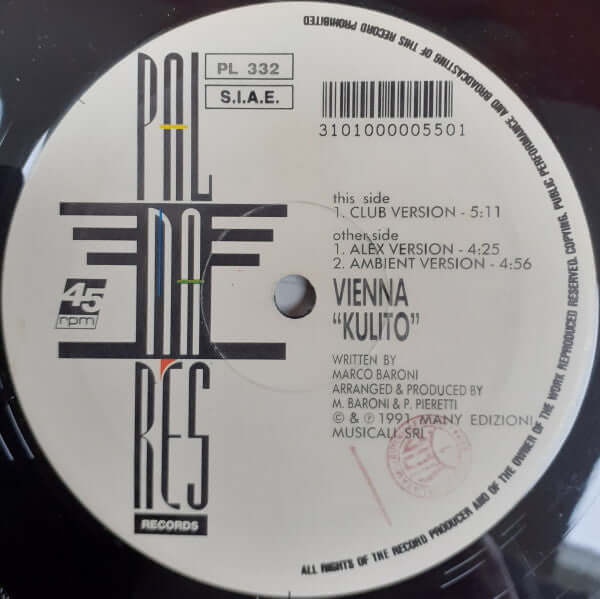 PAL
DA
RES
RECORDS
PL 332
S.I.A.E.
3101000005501
this side
1. CLUB VERSION - 5:11
other side
1. ALEX VERSION - 4:25
2. AMBIENT VERSION - 4:56
45
rpm
VIENNA
"KULITO"
WRITTEN BY
MARCO BARONI
ARRANGED & PRODUCED BY
M. BARONI & P. PIERETTI
© & ℗ 1991 MANY EDIZIONI
MUSICALI SRL
ALL RIGHTS OF THE RECORD PRODUCER AND OF THE OWNER OF THE WORK REPRODUCED RESERVED. COPYING, PUBLIC PERFORMANCE AND BROADCASTING OF THIS RECORD PROHIBITED